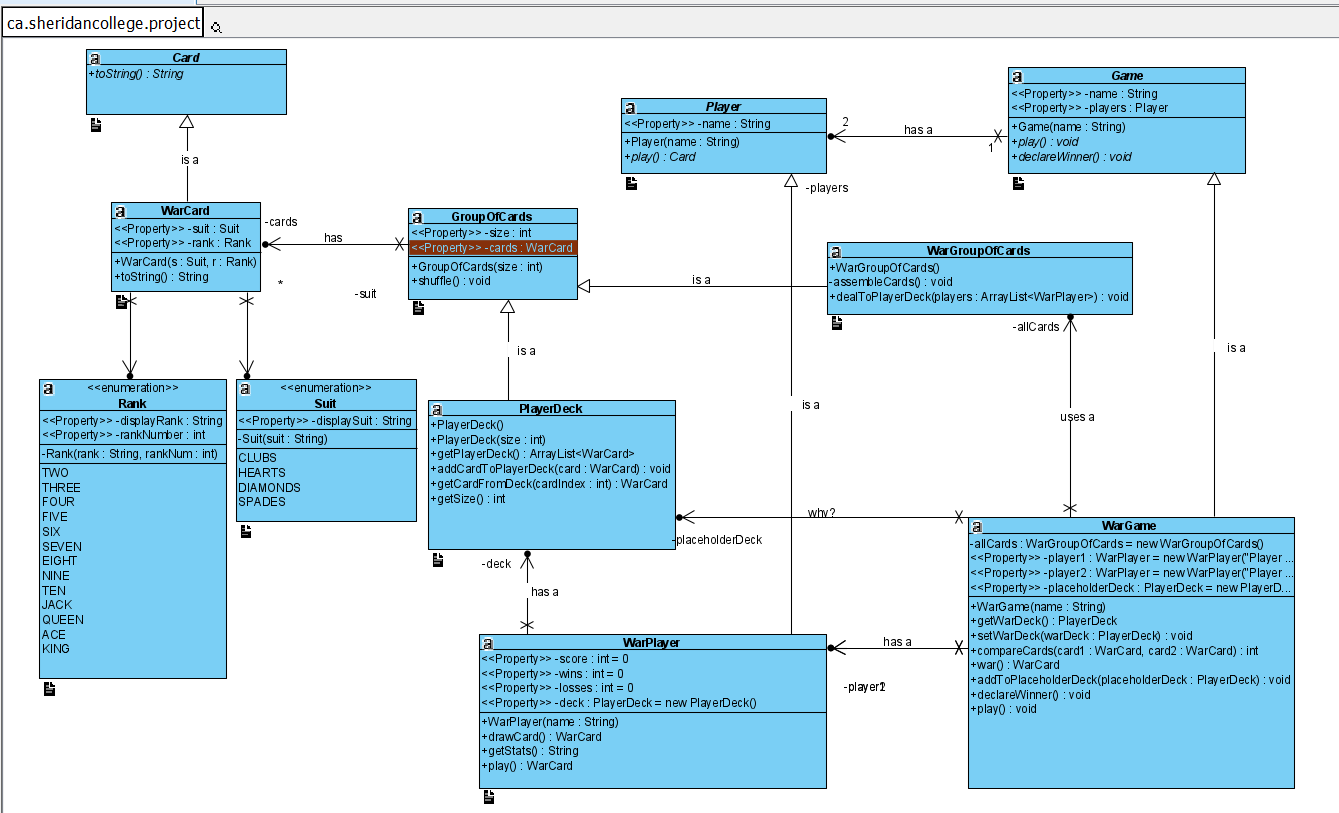 ca.sheridancollege.project
Card
+toString() : String
is a
WarCard
<<Property>> -suit : Suit
<<Property>> -rank : Rank
+WarCard(s : Suit, r : Rank)
+toString() : String
-cards
has
*
-suit
GroupOfCards
<<Property>> -size : int
<<Property>> -cards : WarCard
+GroupOfCards(size : int)
+shuffle() : void
is a
is a
Player
<<Property>> -name : String
+Player(name : String)
+play() : Card
2
has a
1
-players
Game
<<Property>> -name : String
<<Property>> -players : Player
+Game(name : String)
+play() : void
+declareWinner() : void
WarGroupOfCards
+WarGroupOfCards()
-assembleCards() : void
+dealToPlayerDeck(players : ArrayList<WarPlayer>) : void
-allCards
is a
uses a
is a
<<enumeration>>
Rank
<<Property>> -displayRank : String
<<Property>> -rankNumber : int
-Rank(rank : String, rankNum : int)
TWO
THREE
FOUR
FIVE
SIX
SEVEN
EIGHT
NINE
TEN
JACK
QUEEN
ACE
KING
<<enumeration>>
Suit
<<Property>> -displaySuit : String
-Suit(suit : String)
CLUBS
HEARTS
DIAMONDS
SPADES
PlayerDeck
+PlayerDeck()
+PlayerDeck(size : int)
+getPlayerDeck() : ArrayList<WarCard>
+addCardToPlayerDeck(card : WarCard) : void
+getCardFromDeck(cardIndex : int) : WarCard
+getSize() : int
why?
-placeholderDeck
-deck
has a
WarPlayer
<<Property>> -score : int = 0
<<Property>> -wins : int = 0
<<Property>> -losses : int = 0
<<Property>> -deck : PlayerDeck = new PlayerDeck()
+WarPlayer(name : String)
+drawCard() : WarCard
+getStats() : String
+play() : WarCard
has a
WarGame
-allCards : WarGroupOfCards = new WarGroupOfCards()
<<Property>> -player1 : WarPlayer = new WarPlayer("Player ...
<<Property>> -player2 : WarPlayer = new WarPlayer("Player ...
<<Property>> -placeholderDeck : PlayerDeck = new PlayerD...
+WarGame(name : String)
+getWarDeck() : PlayerDeck
+setWarDeck(warDeck : PlayerDeck) : void
+compareCards(card1 : WarCard, card2 : WarCard) : int
+war() : WarCard
+addToPlaceholderDeck(placeholderDeck : PlayerDeck) : void
+declareWinner() : void
+play() : void